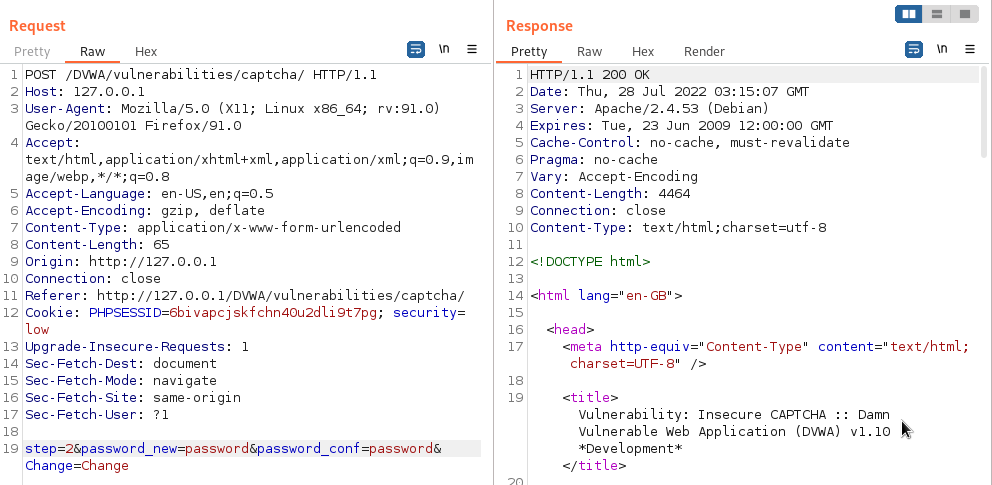 Request
Pretty Raw Hex \n
1 POST /DVWA/vulnerabilities/captcha/ HTTP/1.1
2 Host: 127.0.0.1
3 User-Agent: Mozilla/5.0 (X11; Linux x86_64; rv:91.0)
Gecko/20100101 Firefox/91.0
4 Accept:
text/html,application/xhtml+xml,application/xml;q=0.9,im
age/webp,*/*;q=0.8
5 Accept-Language: en-US,en;q=0.5
6 Accept-Encoding: gzip, deflate
7 Content-Type: application/x-www-form-urlencoded
8 Content-Length: 65
9 Origin: http://127.0.0.1
10 Connection: close
11 Referer: http://127.0.0.1/DVWA/vulnerabilities/captcha/
12 Cookie: PHPSESSID=6bivapcjskfchn40u2dli9t7pg; security=
low
13 Upgrade-Insecure-Requests: 1
14 Sec-Fetch-Dest: document
15 Sec-Fetch-Mode: navigate
16 Sec-Fetch-Site: same-origin
17 Sec-Fetch-User: ?1
18
19 step=2&password_new=password&password_conf=password&
Change=Change
Response
Pretty Raw Hex Render \n
1 HTTP/1.1 200 OK
2 Date: Thu, 28 Jul 2022 03:15:07 GMT
3 Server: Apache/2.4.53 (Debian)
4 Expires: Tue, 23 Jun 2009 12:00:00 GMT
5 Cache-Control: no-cache, must-revalidate
6 Pragma: no-cache
7 Vary: Accept-Encoding
8 Content-Length: 4464
9 Connection: close
10 Content-Type: text/html;charset=utf-8
11
12 <!DOCTYPE html>
13
14 <html lang="en-GB">
15
16 <head>
17 <meta http-equiv="Content-Type" content="text/html;
charset=UTF-8" />
18
19 <title>
Vulnerability: Insecure CAPTCHA :: Damn
Vulnerable Web Application (DVWA) v1.10
*Development*
</title>
20